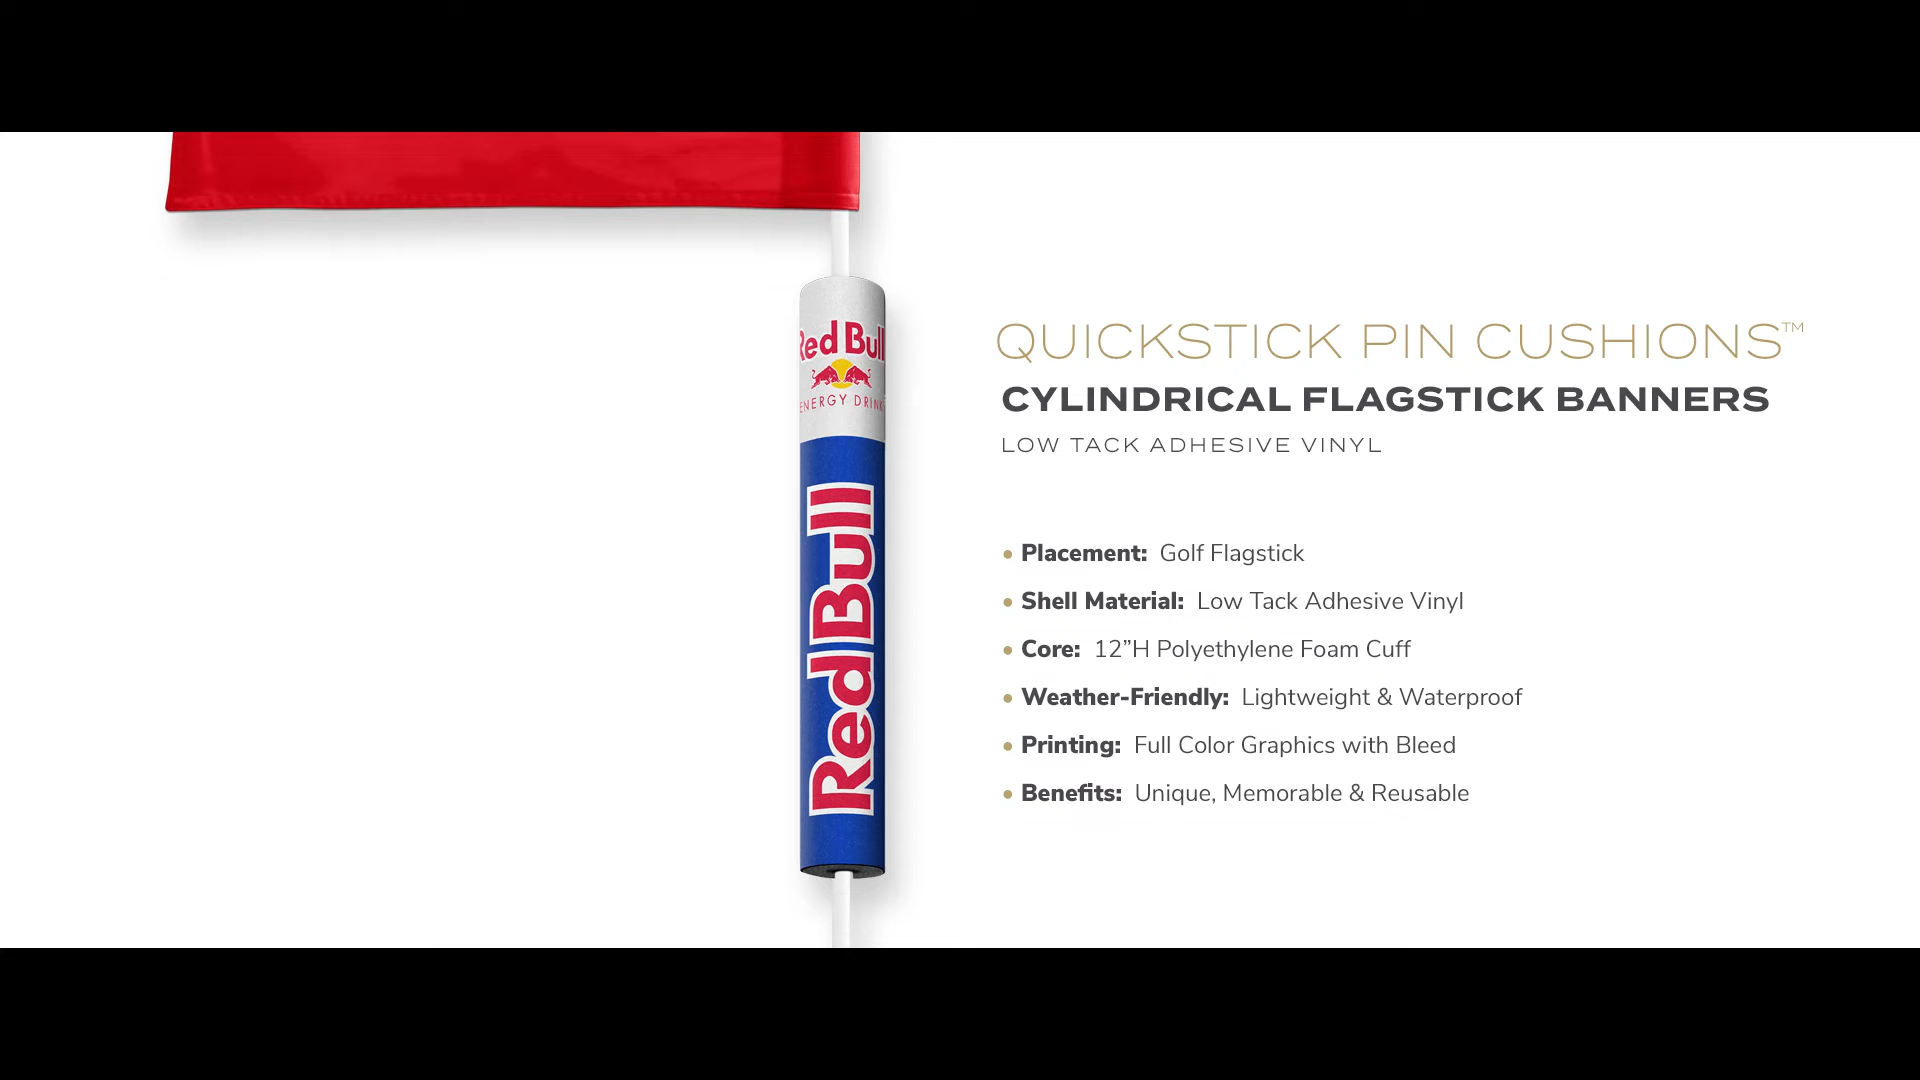 Red Bull
ENERGY DRINK
Red Bull
QUICKSTICK PIN CUSHIONS™
CYLINDRICAL FLAGSTICK BANNERS
LOW TACK ADHESIVE VINYL
• Placement: Golf Flagstick
• Shell Material: Low Tack Adhesive Vinyl
• Core: 12”H Polyethylene Foam Cuff
• Weather-Friendly: Lightweight & Waterproof
• Printing: Full Color Graphics with Bleed
• Benefits: Unique, Memorable & Reusable